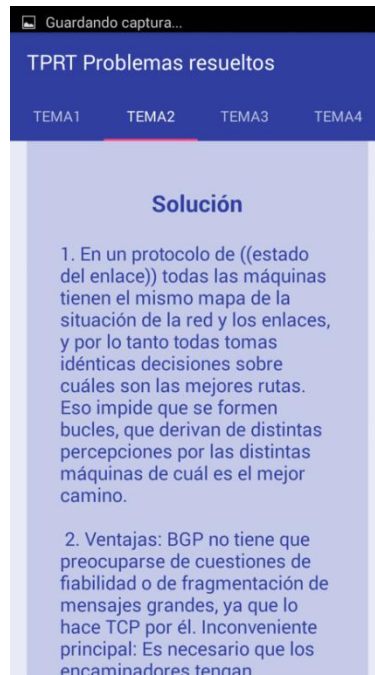 Guardando captura...
TPRT Problemas resueltos
TEMA1 TEMA2 TEMA3 TEMA4
Solución
1. En un protocolo de ((estado
del enlace)) todas las máquinas
tienen el mismo mapa de la
situación de la red y los enlaces,
y por lo tanto todas tomas
idénticas decisiones sobre
cuáles son las mejores rutas.
Eso impide que se formen
bucles, que derivan de distintas
percepciones por las distintas
máquinas de cuál es el mejor
camino.
2. Ventajas: BGP no tiene que
preocuparse de cuestiones de
fiabilidad o de fragmentación de
mensajes grandes, ya que lo
hace TCP por él. Inconveniente
principal: Es necesario que los
encaminadores tengan